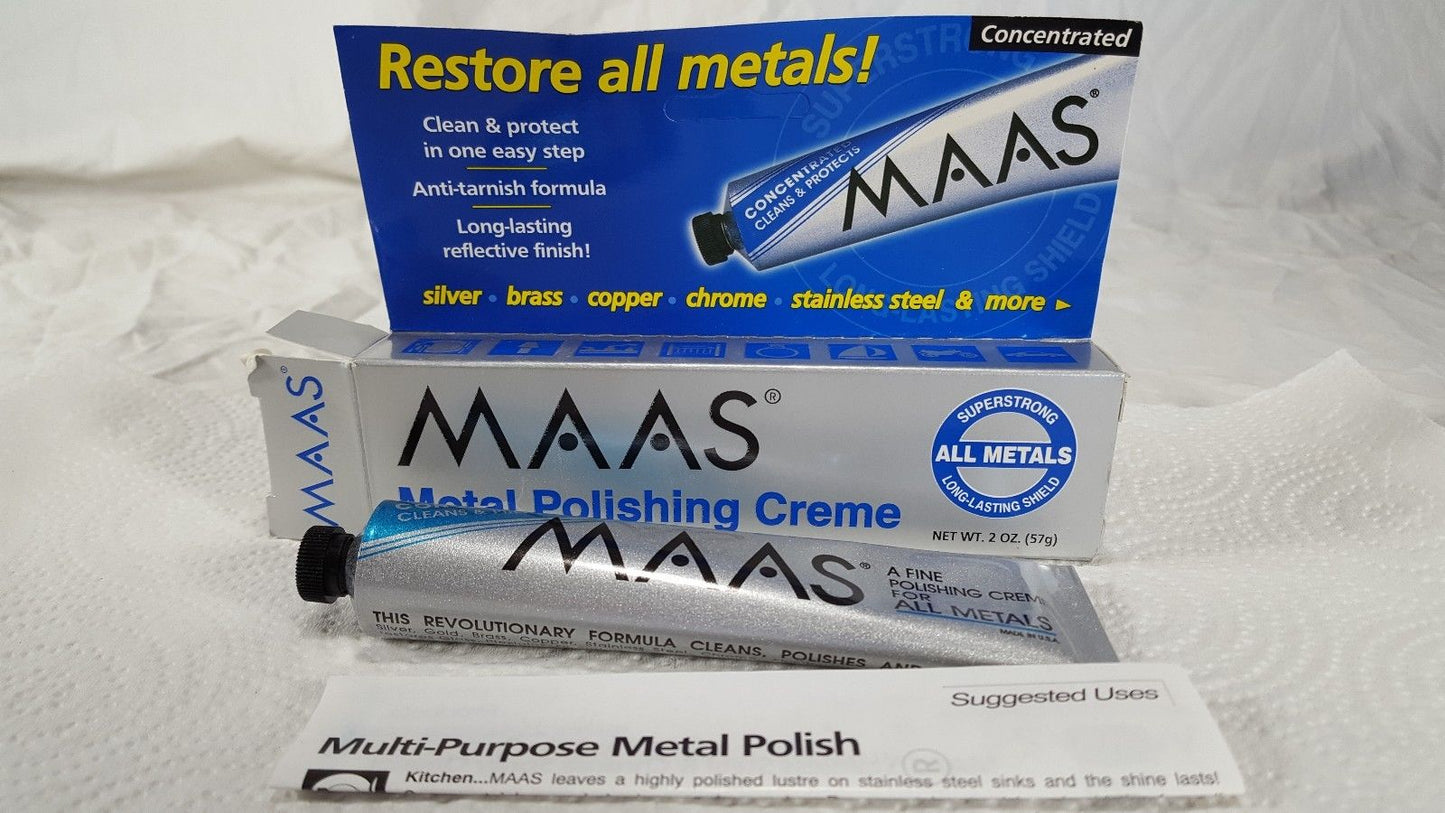 Concentrated
Restore all metals!
Clean & protect
in one easy step
Anti-tarnish formula
Long-lasting
reflective finish!
silver • brass • copper • chrome • stainless steel & more
SUPERSTRONG
LONG-LASTING SHIELD
CONCENTRATED
CLEANS & PROTECTS
MAAS®
MAAS®
MAAS®
Metal Polishing Creme
SUPERSTRONG
ALL METALS
LONG-LASTING SHIELD
NET WT. 2 OZ. (57g)
CLEANS &
MAAS®
A FINE
POLISHING CREM
FOR
ALL METALS
MADE IN U.S.A.
THIS REVOLUTIONARY FORMULA CLEANS, POLISHES AND
Silver, Gold, Brass, Copper, Stainless Steel,
Suggested Uses
Multi-Purpose Metal Polish
Kitchen...MAAS leaves a highly polished lustre on stainless steel sinks and the shine lasts!